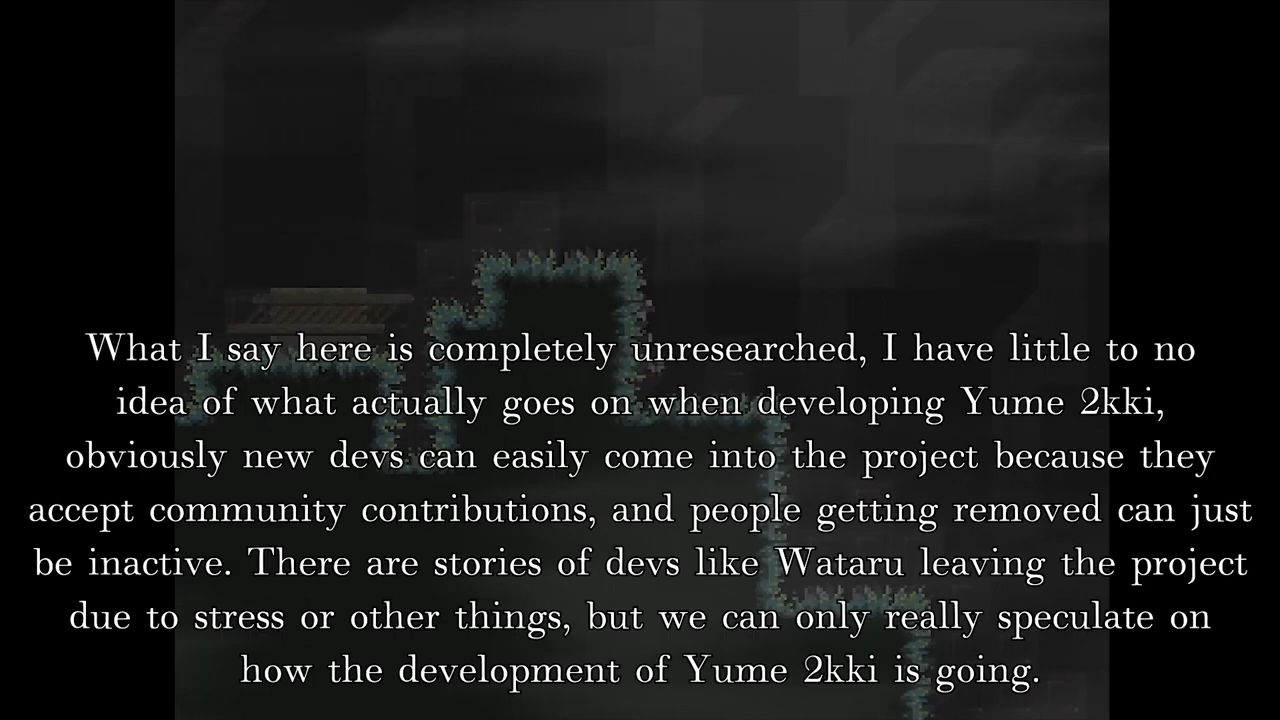 What I say here is completely unresearched, I have little to no
idea of what actually goes on when developing Yume 2kki,
obviously new devs can easily come into the project because they
accept community contributions, and people getting removed can just
be inactive. There are stories of devs like Wataru leaving the project
due to stress or other things, but we can only really speculate on
how the development of Yume 2kki is going.